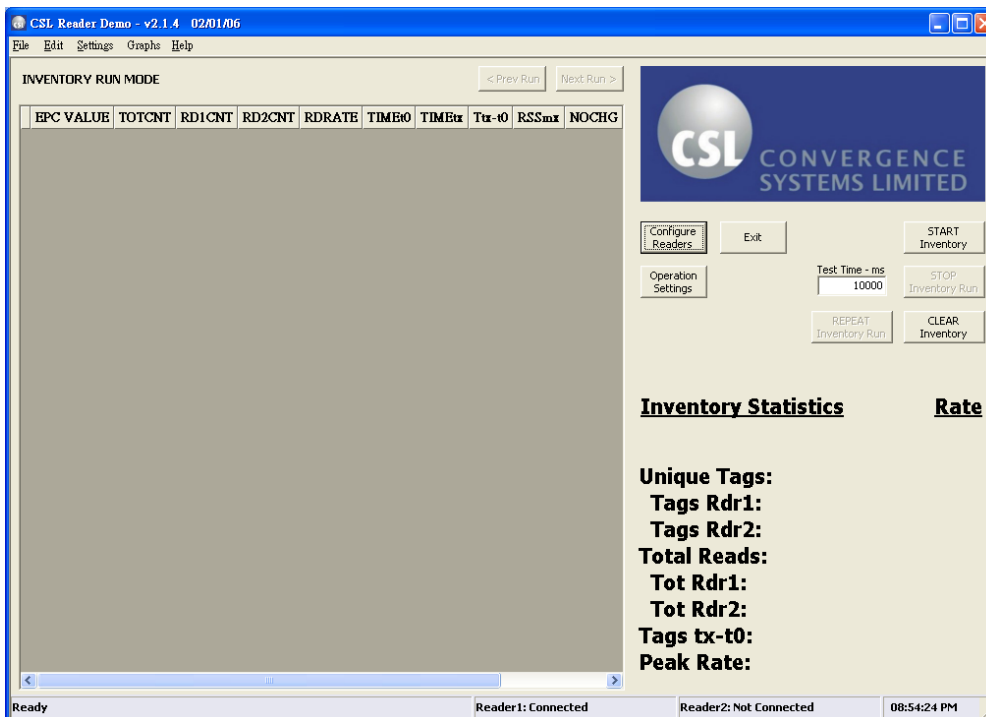 CSL Reader Demo - v2.1.4 02/01/06
File Edit Settings Graphs Help
INVENTORY RUN MODE
< Prev Run
Next Run >
EPC VALUE TOTCNT RD1CNT RD2CNT RDRATE TIMEt0 TIMEtx Ttx-t0 RSSmx NOCHG
CSL
CONVERGENCE
SYSTEMS LIMITED
Configure
Readers
Exit
START
Inventory
Operation
Settings
Test Time - ms
10000
STOP
Inventory Run
REPEAT
Inventory Run
CLEAR
Inventory
Inventory Statistics Rate
Unique Tags:
Tags Rdr1:
Tags Rdr2:
Total Reads:
Tot Rdr1:
Tot Rdr2:
Tags tx-t0:
Peak Rate:
Ready
Reader1: Connected
Reader2: Not Connected
08:54:24 PM